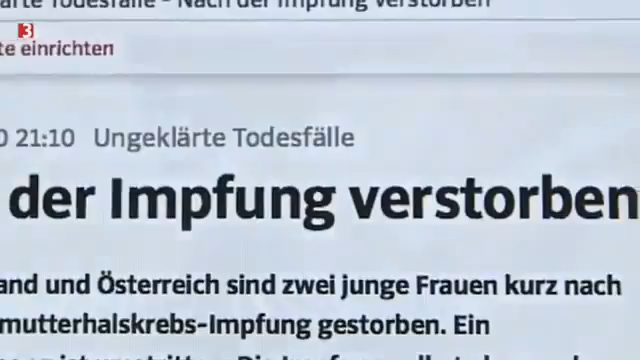 Todesfälle - Nach der Impfung verstorben
3
te einrichten
21:10 Ungeklärte Todesfälle
der Impfung verstorben
and und Österreich sind zwei junge Frauen kurz nach
mutterhalskrebs-Impfung gestorben. Ein